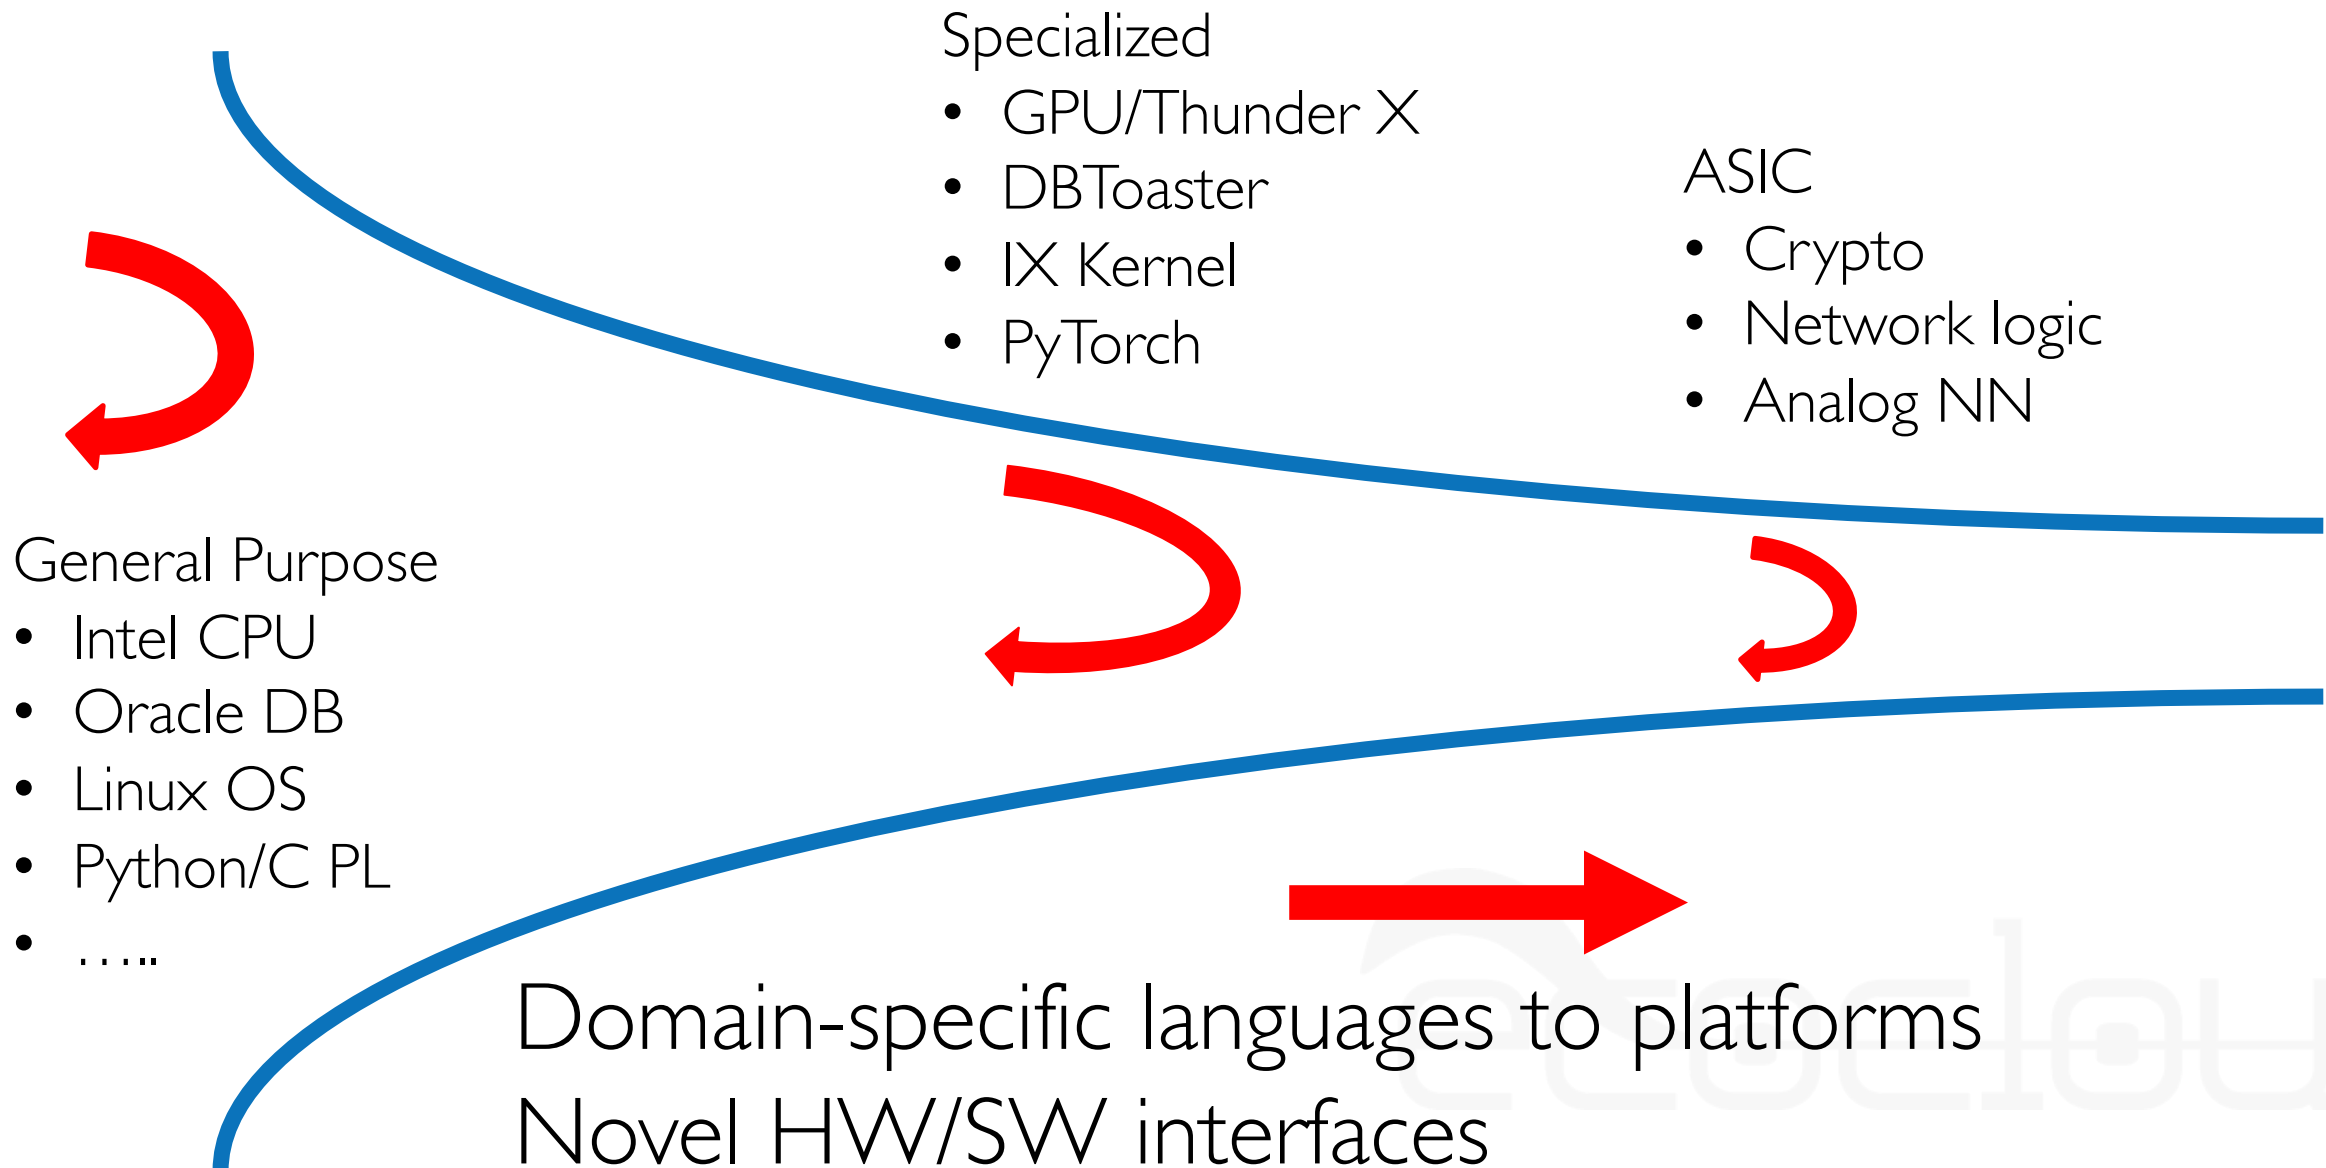 Specialized
• GPU/Thunder X
• DBToaster
• IX Kernel
• PyTorch
ASIC
• Crypto
• Network logic
• Analog NN
General Purpose
• Intel CPU
• Oracle DB
• Linux OS
• Python/C PL
• …..
Domain-specific languages to platforms
Novel HW/SW interfaces
ecoclou